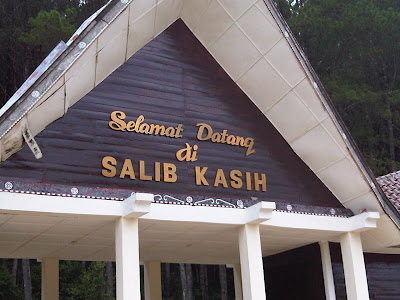 Selamat Datang
di
SALIB KASIH